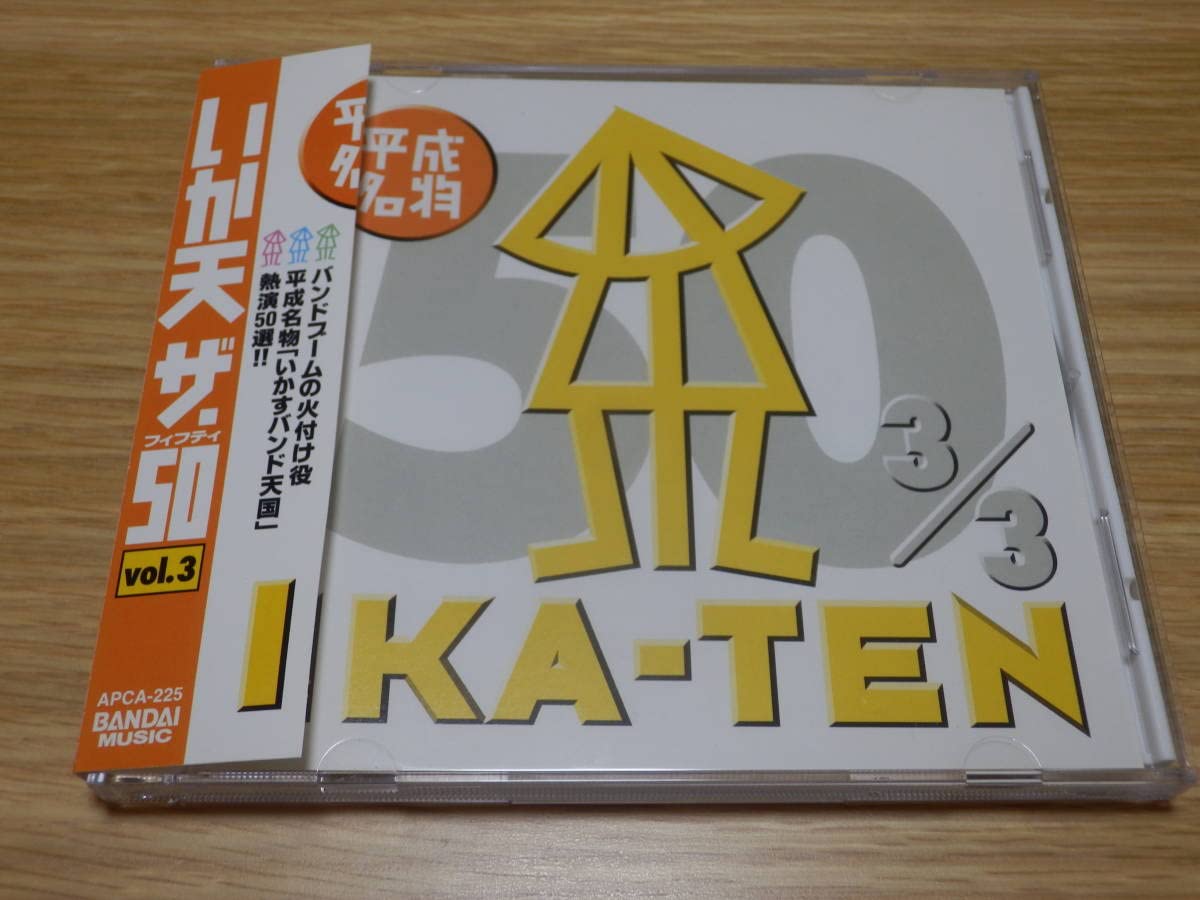 いか天 ザ・
フィフティ
50
vol.3
APCA-225
BANDAI
MUSIC
バンドブームの火付け役
平成名物「いかすバンド天国」
熱演50選!!
平
名
平成
名物
50
3/3
IKA-TEN